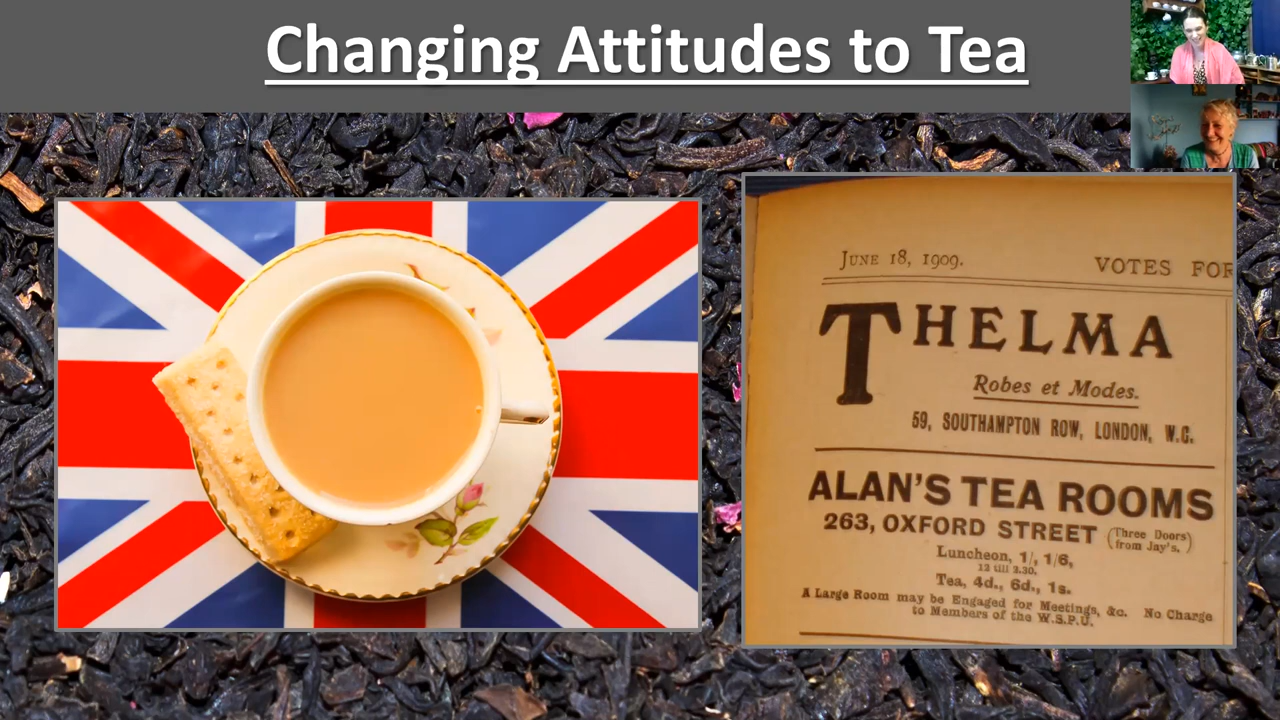 Changing Attitudes to Tea
JUNE 18, 1909. VOTES FOR
THELMA
Robes et Modes.
59, SOUTHAMPTON ROW, LONDON, W.C.
ALAN'S TEA ROOMS
263, OXFORD STREET (Three Doors from Jay's.)
Luncheon, 1/, 1/6,
12 till 2.30.
Tea, 4d., 6d., 1s.
A Large Room may be Engaged for Meetings, &c. No Charge
to Members of the W.S.P.U.